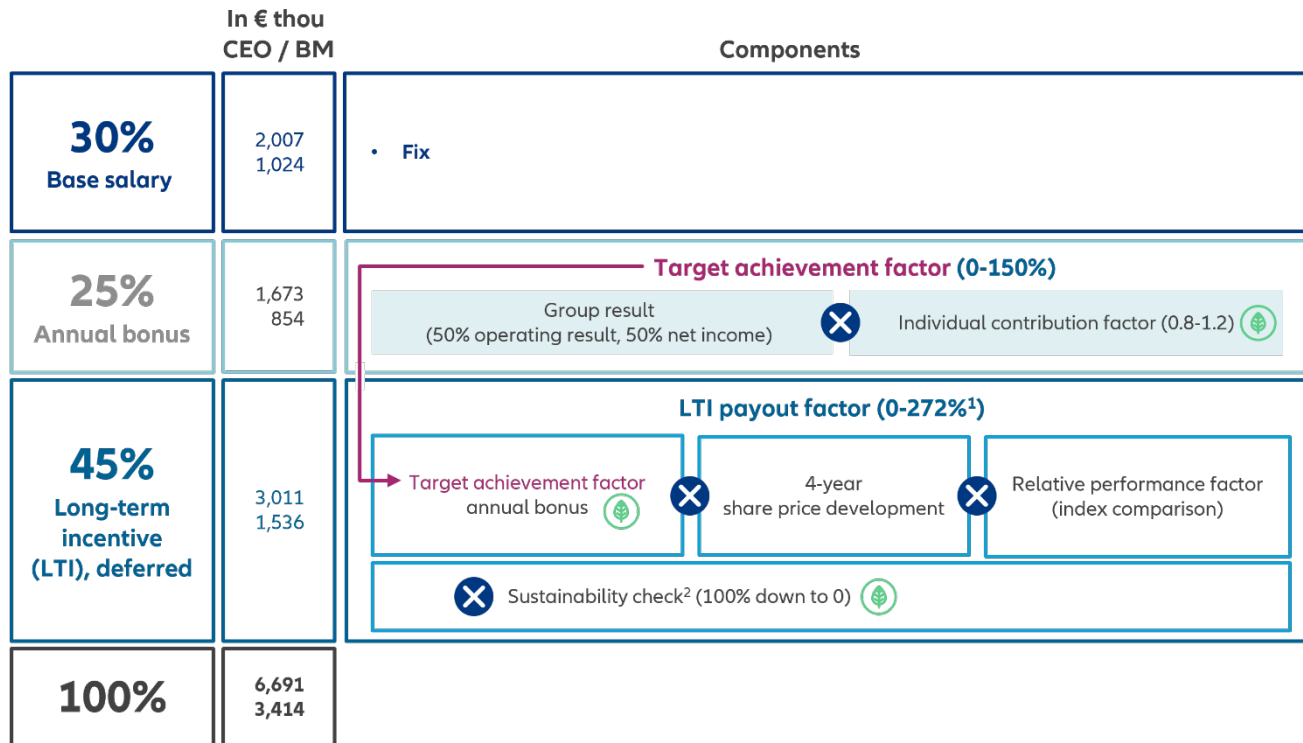 In € thou
CEO / BM
Components
30%
Base salary
2,007
1,024
• Fix
25%
Annual bonus
1,673
854
Target achievement factor (0-150%)
Group result
(50% operating result, 50% net income)
Individual contribution factor (0.8-1.2)
45%
Long-term
incentive
(LTI), deferred
3,011
1,536
LTI payout factor (0-272%¹)
Target achievement factor
annual bonus
4-year
share price development
Relative performance factor
(index comparison)
Sustainability check² (100% down to 0)
100%
6,691
3,414